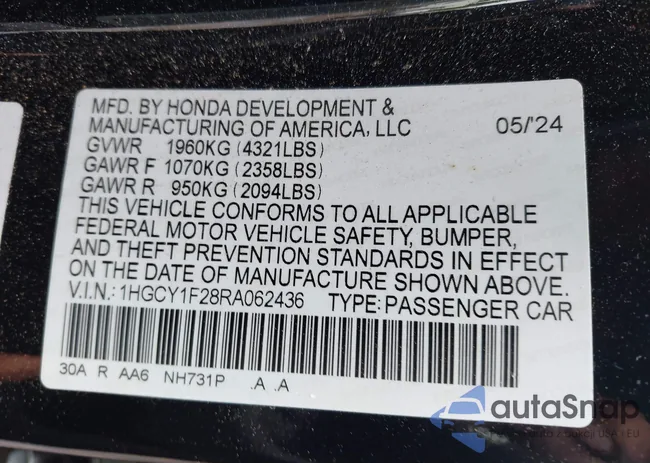 MFD. BY HONDA DEVELOPMENT &
MANUFACTURING OF AMERICA, LLC 05/'24
GVWR 1960KG (4321LBS)
GAWR F 1070KG (2358LBS)
GAWR R 950KG (2094LBS)
THIS VEHICLE CONFORMS TO ALL APPLICABLE
FEDERAL MOTOR VEHICLE SAFETY, BUMPER,
AND THEFT PREVENTION STANDARDS IN EFFECT
ON THE DATE OF MANUFACTURE SHOWN ABOVE.
V.I.N.: 1HGCY1F28RA062436 TYPE: PASSENGER CAR
30A R AA6 NH731P .A .A
autoSnap